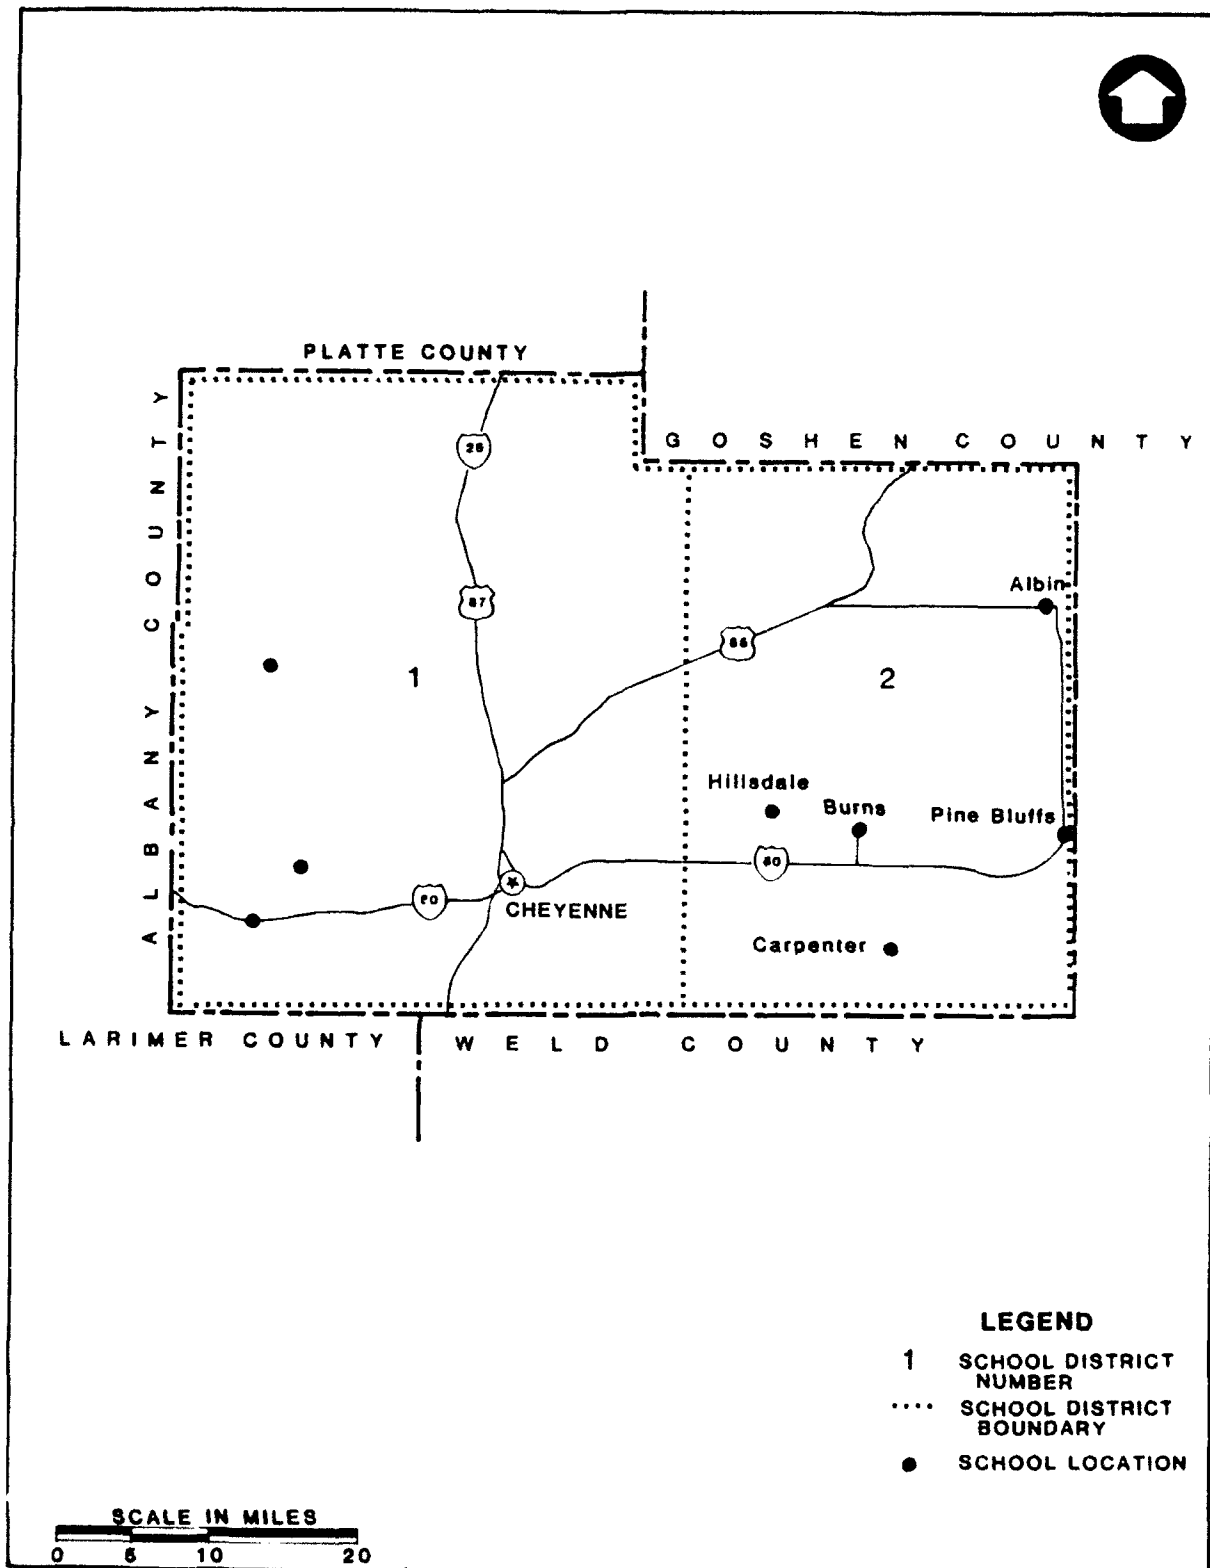 PLATTE COUNTY
GOSHEN COUNTY
ALBANY COUNTY
25
87
Albin
85
1
2
Hillsdale
Burns
Pine Bluffs
80
CHEYENNE
Carpenter
LARIMER COUNTY
WELD COUNTY
LEGEND
1 SCHOOL DISTRICT
NUMBER
SCHOOL DISTRICT
BOUNDARY
SCHOOL LOCATION
SCALE IN MILES
0 5 10 20